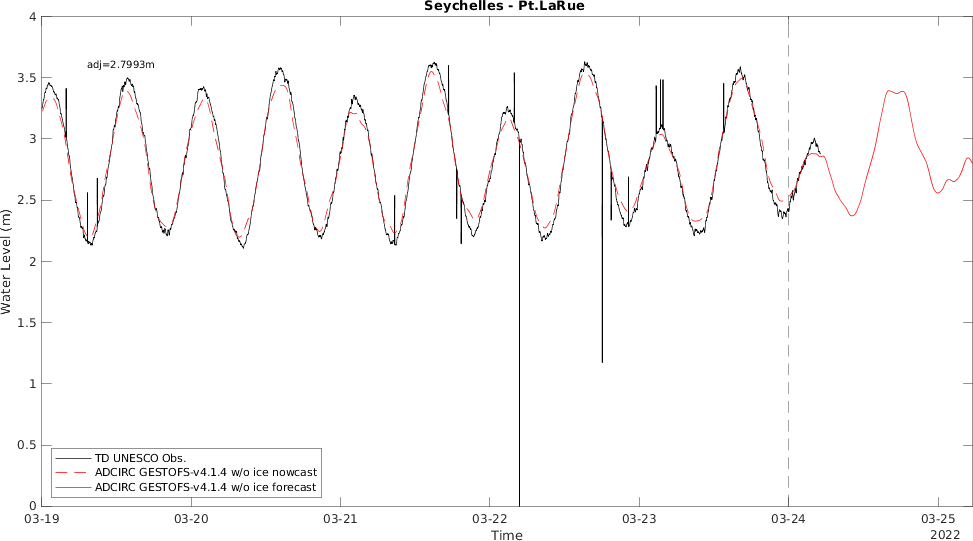 Seychelles - Pt.LaRue
adj=2.7993m
4
3.5
3
2.5
2
1.5
1
0.5
0
Water Level (m)
TD UNESCO Obs.
ADCIRC GESTOFS-v4.1.4 w/o ice nowcast
ADCIRC GESTOFS-v4.1.4 w/o ice forecast
03-19 03-20 03-21 03-22 03-23 03-24 03-25
Time
2022